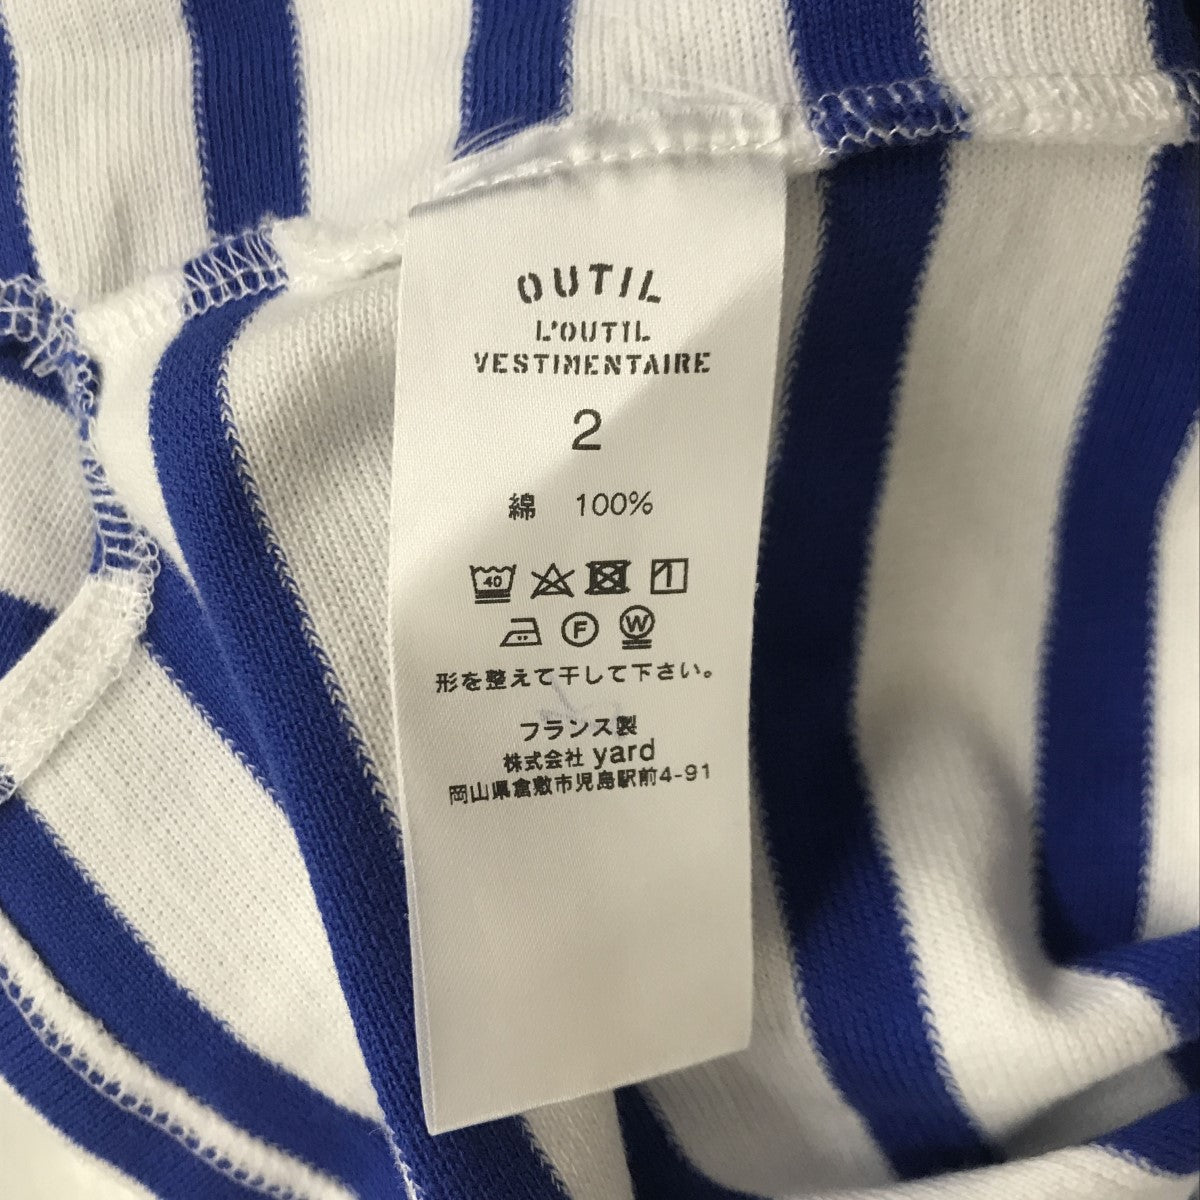 OUTIL
L'OUTIL
VESTIMENTAIRE
2
綿 100%
40
F W
形を整えて干して下さい。
フランス製
株式会社 yard
岡山県倉敷市児島駅前4-91